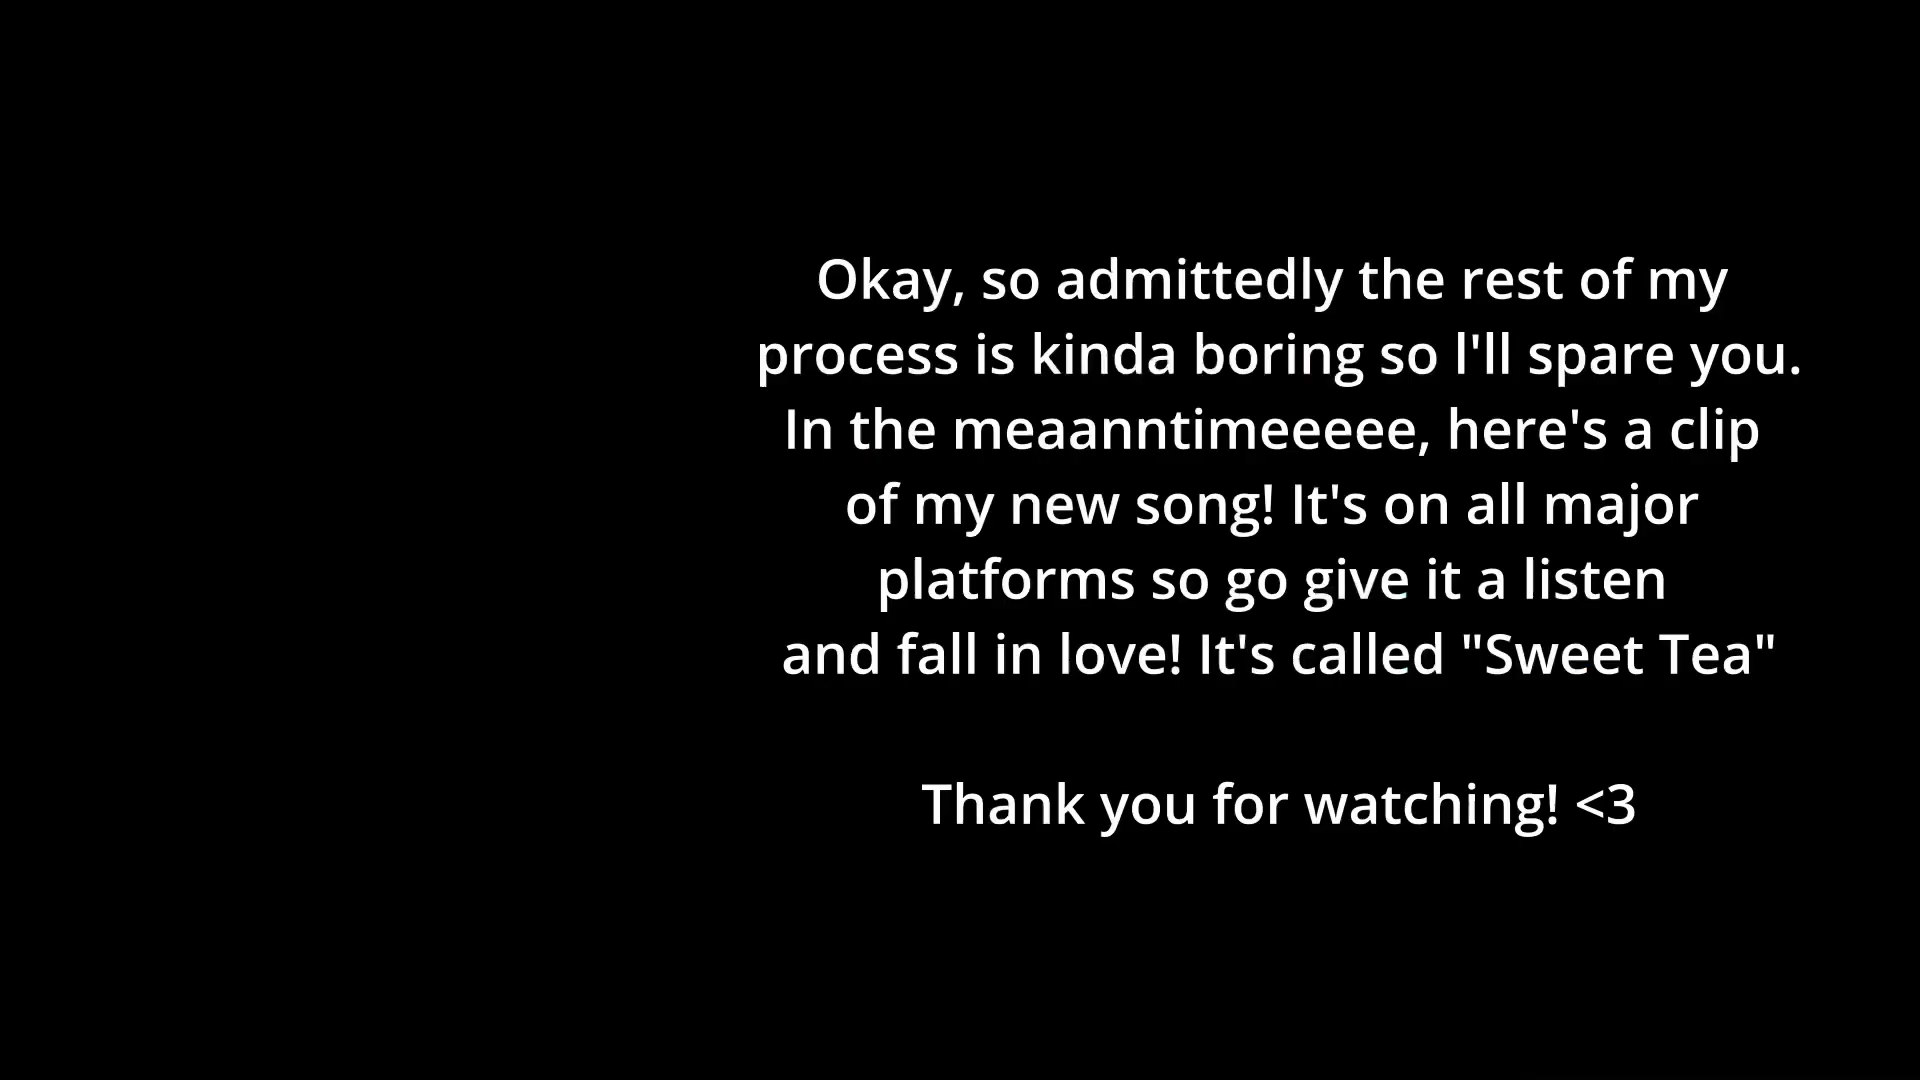 Okay, so admittedly the rest of my
process is kinda boring so I'll spare you.
In the meaanntimeeeee, here's a clip
of my new song! It's on all major
platforms so go give it a listen
and fall in love! It's called "Sweet Tea"
Thank you for watching! <3